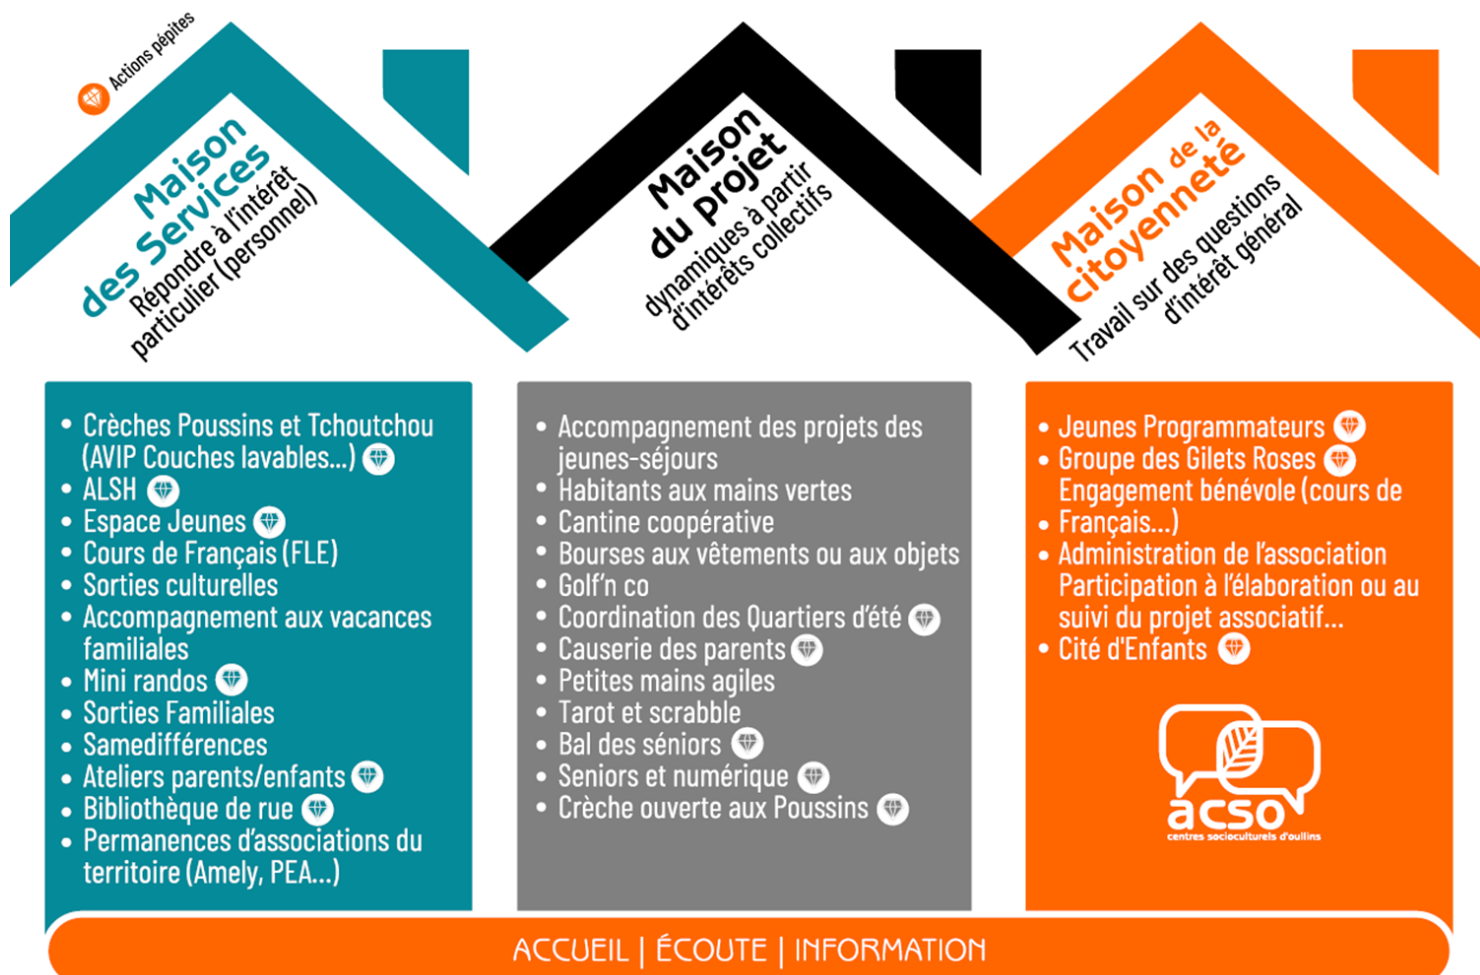 Actions pépites
Maison
des Services
Répondre à l'intérêt
particulier (personnel)
Maison
du projet
dynamiques à partir
d'intérêts collectifs
Maison de la
citoyenneté
Travail sur des questions
d'intérêt général
• Crèches Poussins et Tchoutchou
(AVIP Couches lavables...)
• ALSH
• Espace Jeunes
• Cours de Français (FLE)
• Sorties culturelles
• Accompagnement aux vacances
familiales
• Mini randos
• Sorties Familiales
• Samedifférences
• Ateliers parents/enfants
• Bibliothèque de rue
• Permanences d'associations du
territoire (Amely, PEA...)
• Accompagnement des projets des
jeunes-séjours
• Habitants aux mains vertes
• Cantine coopérative
• Bourses aux vêtements ou aux objets
• Golf'n co
• Coordination des Quartiers d'été
• Causerie des parents
• Petites mains agiles
• Tarot et scrabble
• Bal des séniors
• Seniors et numérique
• Crèche ouverte aux Poussins
• Jeunes Programmateurs
• Groupe des Gilets Roses
Engagement bénévole (cours de
• Français...)
• Administration de l'association
Participation à l'élaboration ou au
suivi du projet associatif...
• Cité d'Enfants
acso
centres socioculturels d'oullins
ACCUEIL | ÉCOUTE | INFORMATION